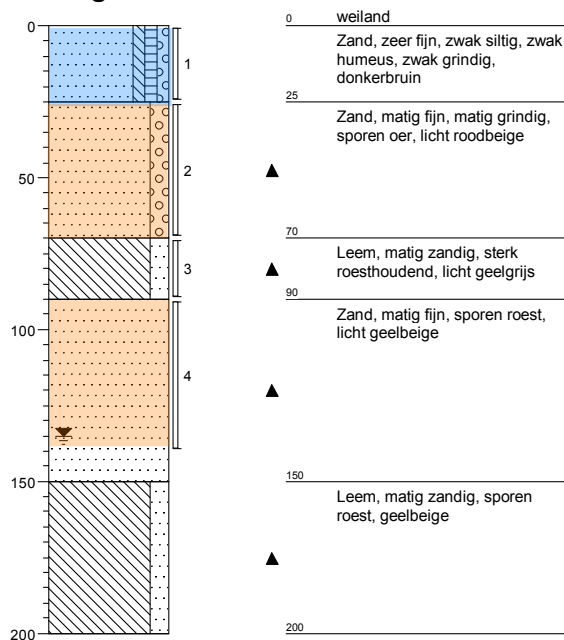 0
50
100
150
200
1
2
3
4
0 weiland
Zand, zeer fijn, zwak siltig, zwak
humeus, zwak grindig,
donkerbruin
25
Zand, matig fijn, matig grindig,
sporen oer, licht roodbeige
70
Leem, matig zandig, sterk
roesthoudend, licht geelgrijs
90
Zand, matig fijn, sporen roest,
licht geelbeige
150
Leem, matig zandig, sporen
roest, geelbeige
200